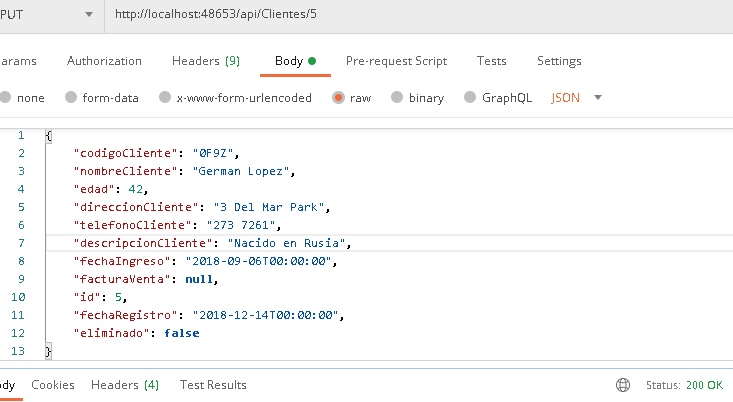 PUT http://localhost:48653/api/Clientes/5
arams Authorization Headers (9) Body Pre-request Script Tests Settings
none form-data x-www-form-urlencoded raw binary GraphQL JSON
1 {
2 "codigoCliente": "0F9Z",
3 "nombreCliente": "German Lopez",
4 "edad": 42,
5 "direccionCliente": "3 Del Mar Park",
6 "telefonoCliente": "273 7261",
7 "descripcionCliente": "Nacido en Rusia",
8 "fechaIngreso": "2018-09-06T00:00:00",
9 "facturaVenta": null,
10 "id": 5,
11 "fechaRegistro": "2018-12-14T00:00:00",
12 "eliminado": false
13 }
ody Cookies Headers (4) Test Results Status: 200 OK